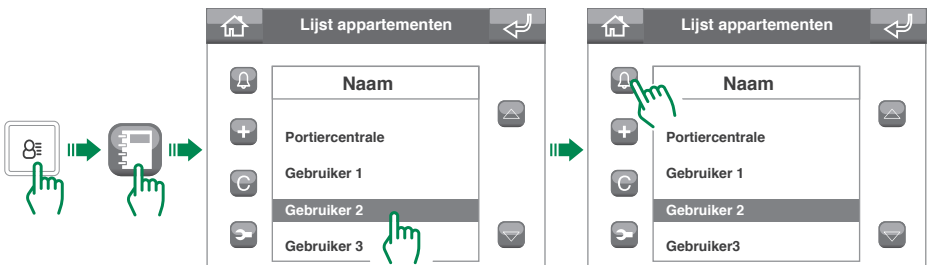 Lijst appartementen
Naam
Portiercentrale
Gebruiker 1
C
Gebruiker 2
Gebruiker 3
Lijst appartementen
Naam
Portiercentrale
Gebruiker 1
C
Gebruiker 2
Gebruiker3